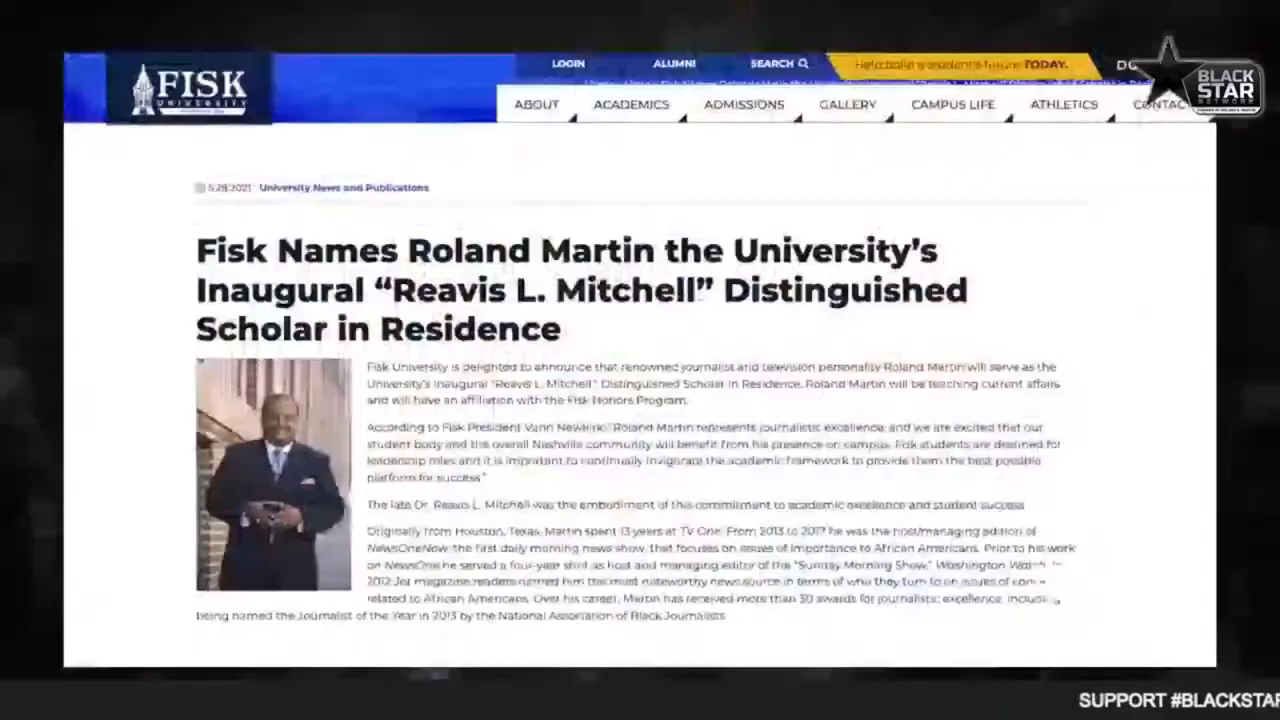 FISK
UNIVERSITY
LOGIN ALUMNI SEARCH
Help build a student's future TODAY.
BLACK
STAR
NETWORK
ABOUT ACADEMICS ADMISSIONS GALLERY CAMPUS LIFE ATHLETICS CONTAC
5.28.2021 University News and Publications
Fisk Names Roland Martin the University's
Inaugural “Reavis L. Mitchell” Distinguished
Scholar in Residence
Fisk University is delighted to announce that renowned journalist and television personality Roland Martin will serve as the
University's inaugural "Reavis L. Mitchell" Distinguished Scholar in Residence. Roland Martin will be teaching current affairs
and will have an affiliation with the Fisk Honors Program.
According to Fisk President Vann Newkirk "Roland Martin represents journalistic excellence, and we are excited that our
student body and the overall Nashville community will benefit from his presence on campus. Fisk students are destined for
leadership roles and it is important to continually invigorate the academic framework to provide them the best possible
platform for success"
The late Dr. Reavis L. Mitchell was the embodiment of this commitment to academic excellence and student success
Originally from Houston, Texas, Martin spent 13 years at TV One. From 2013 to 2017 he was the host/managing edition of
NewsOneNow, the first daily morning news show, that focuses on issues of importance to African Americans. Prior to his work
on NewsOne he served a four-year stint as host and managing editor of the "Sunday Morning Show," Washington Watch. In
2012 Jet magazine readers named him the most noteworthy news source in terms of who they turn to on issues of
related to African Americans. Over his career, Martin has received more than 30 awards for journalistic excellence, including
being named the Journalist of the Year in 2013 by the National Association of Black Journalists
SUPPORT #BLACKSTAR